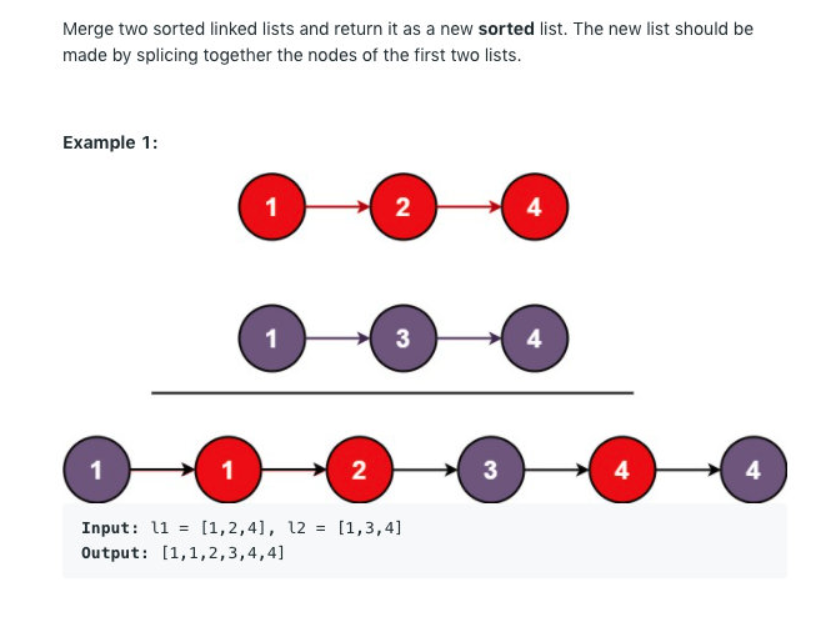 Merge two sorted linked lists and return it as a new sorted list. The new list should be
made by splicing together the nodes of the first two lists.
Example 1:
1 2 4
1 3 4
1 1 2 3 4 4
Input: l1 = [1,2,4], l2 = [1,3,4]
Output: [1,1,2,3,4,4]